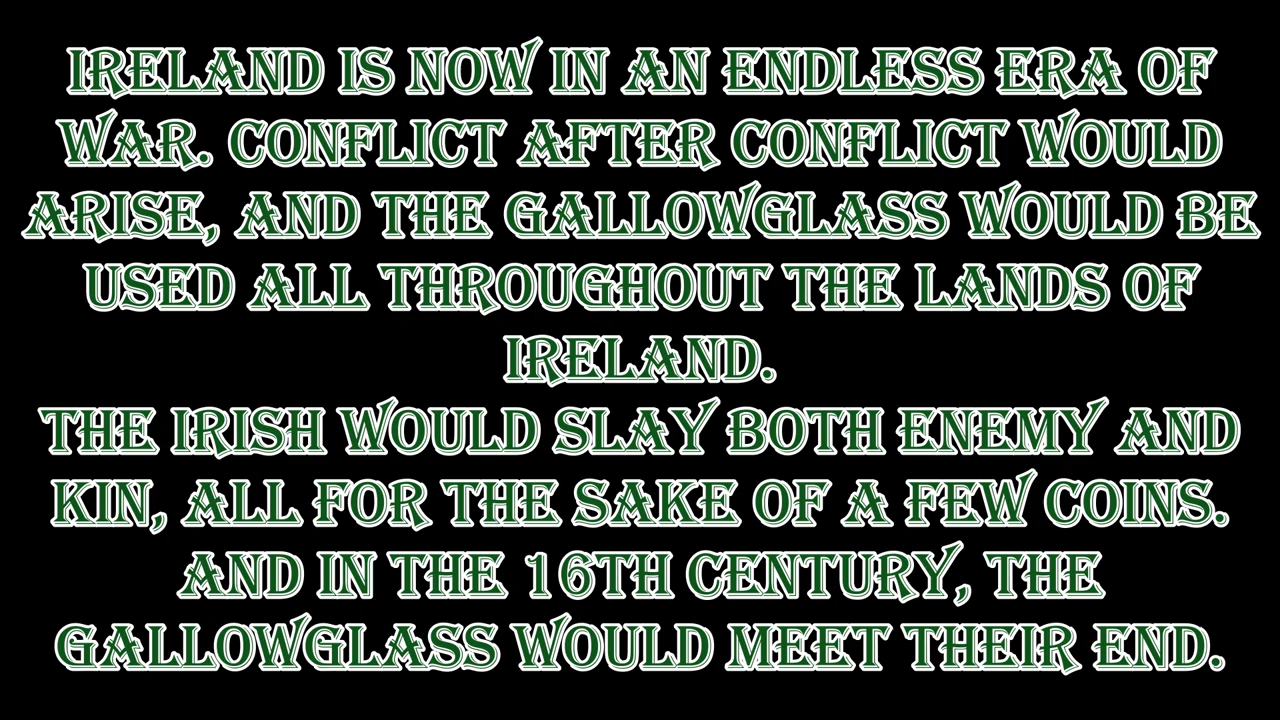 IRELAND IS NOW IN AN ENDLESS ERA OF
WAR. CONFLICT AFTER CONFLICT WOULD
ARISE, AND THE GALLOWGLASS WOULD BE
USED ALL THROUGHOUT THE LANDS OF
IRELAND.
THE IRISH WOULD SLAY BOTH ENEMY AND
KIN, ALL FOR THE SAKE OF A FEW COINS.
AND IN THE 16TH CENTURY, THE
GALLOWGLASS WOULD MEET THEIR END.